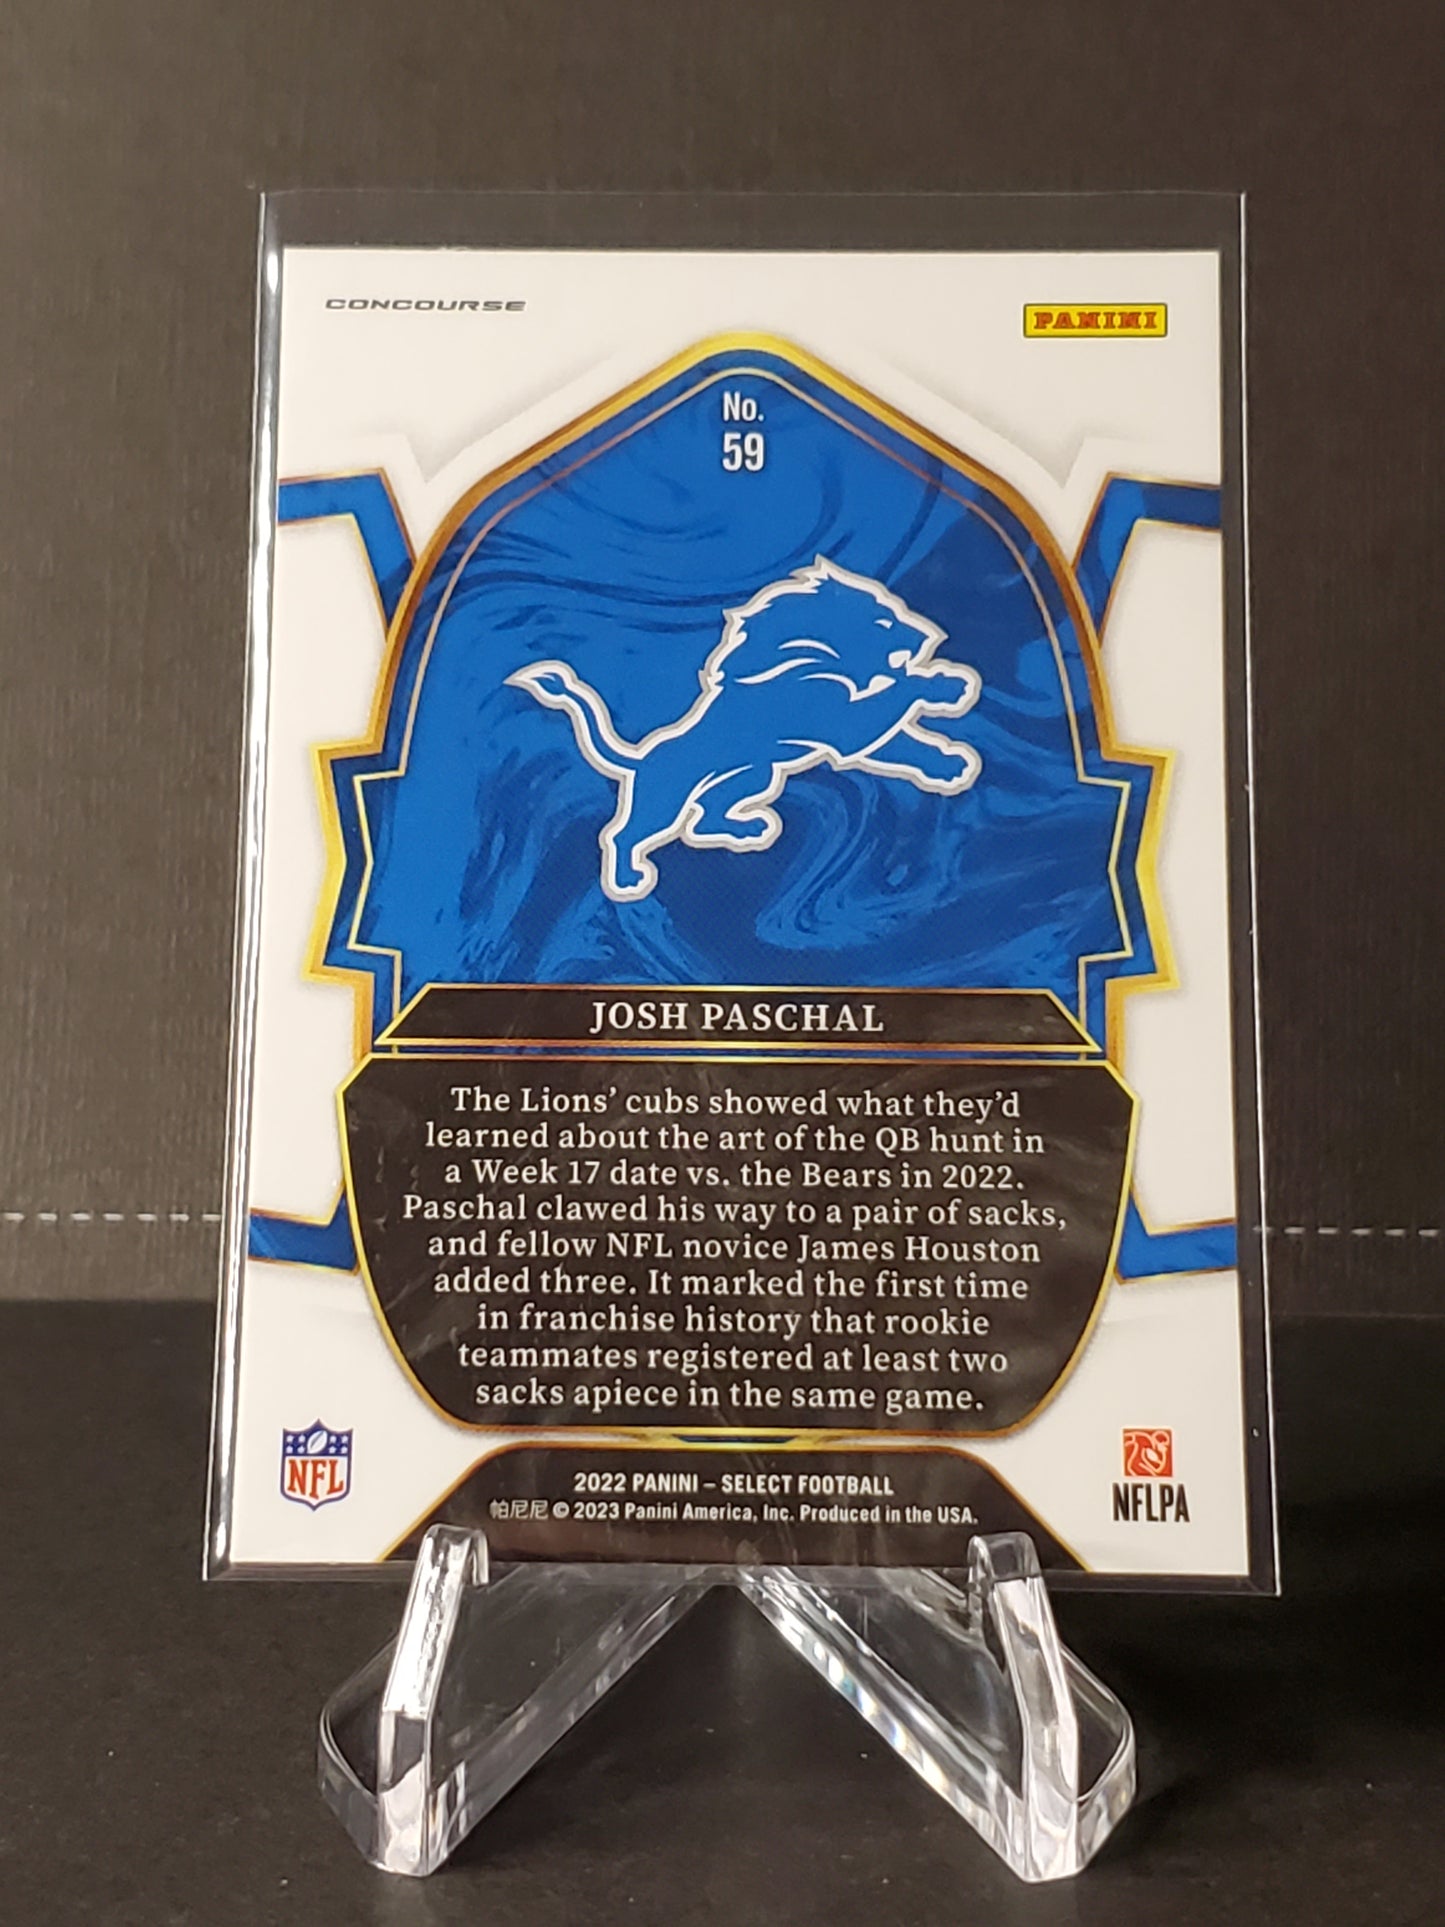 CONCOURSE
PANINI
No.
59
JOSH PASCHAL
The Lions’ cubs showed what they’d
learned about the art of the QB hunt in
a Week 17 date vs. the Bears in 2022.
Paschal clawed his way to a pair of sacks,
and fellow NFL novice James Houston
added three. It marked the first time
in franchise history that rookie
teammates registered at least two
sacks apiece in the same game.
NFL
2022 PANINI – SELECT FOOTBALL
帕尼尼 © 2023 Panini America, Inc. Produced in the USA.
NFLPA